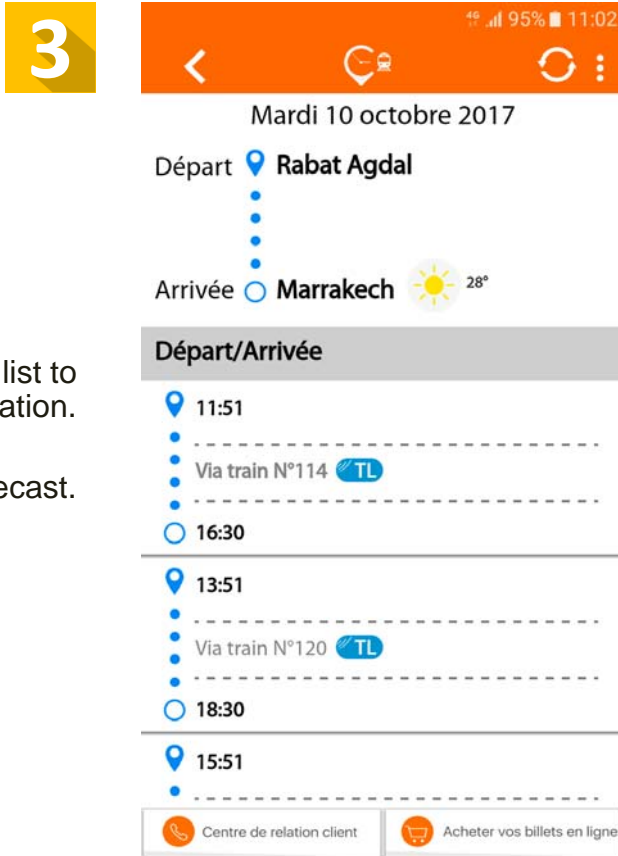 3
list to
ation.
ecast.
4G 95% 11:02
Mardi 10 octobre 2017
Départ Rabat Agdal
Arrivée Marrakech 28°
Départ/Arrivée
11:51
Via train N°114 TL
16:30
13:51
Via train N°120 TL
18:30
15:51
Centre de relation client
Acheter vos billets en ligne